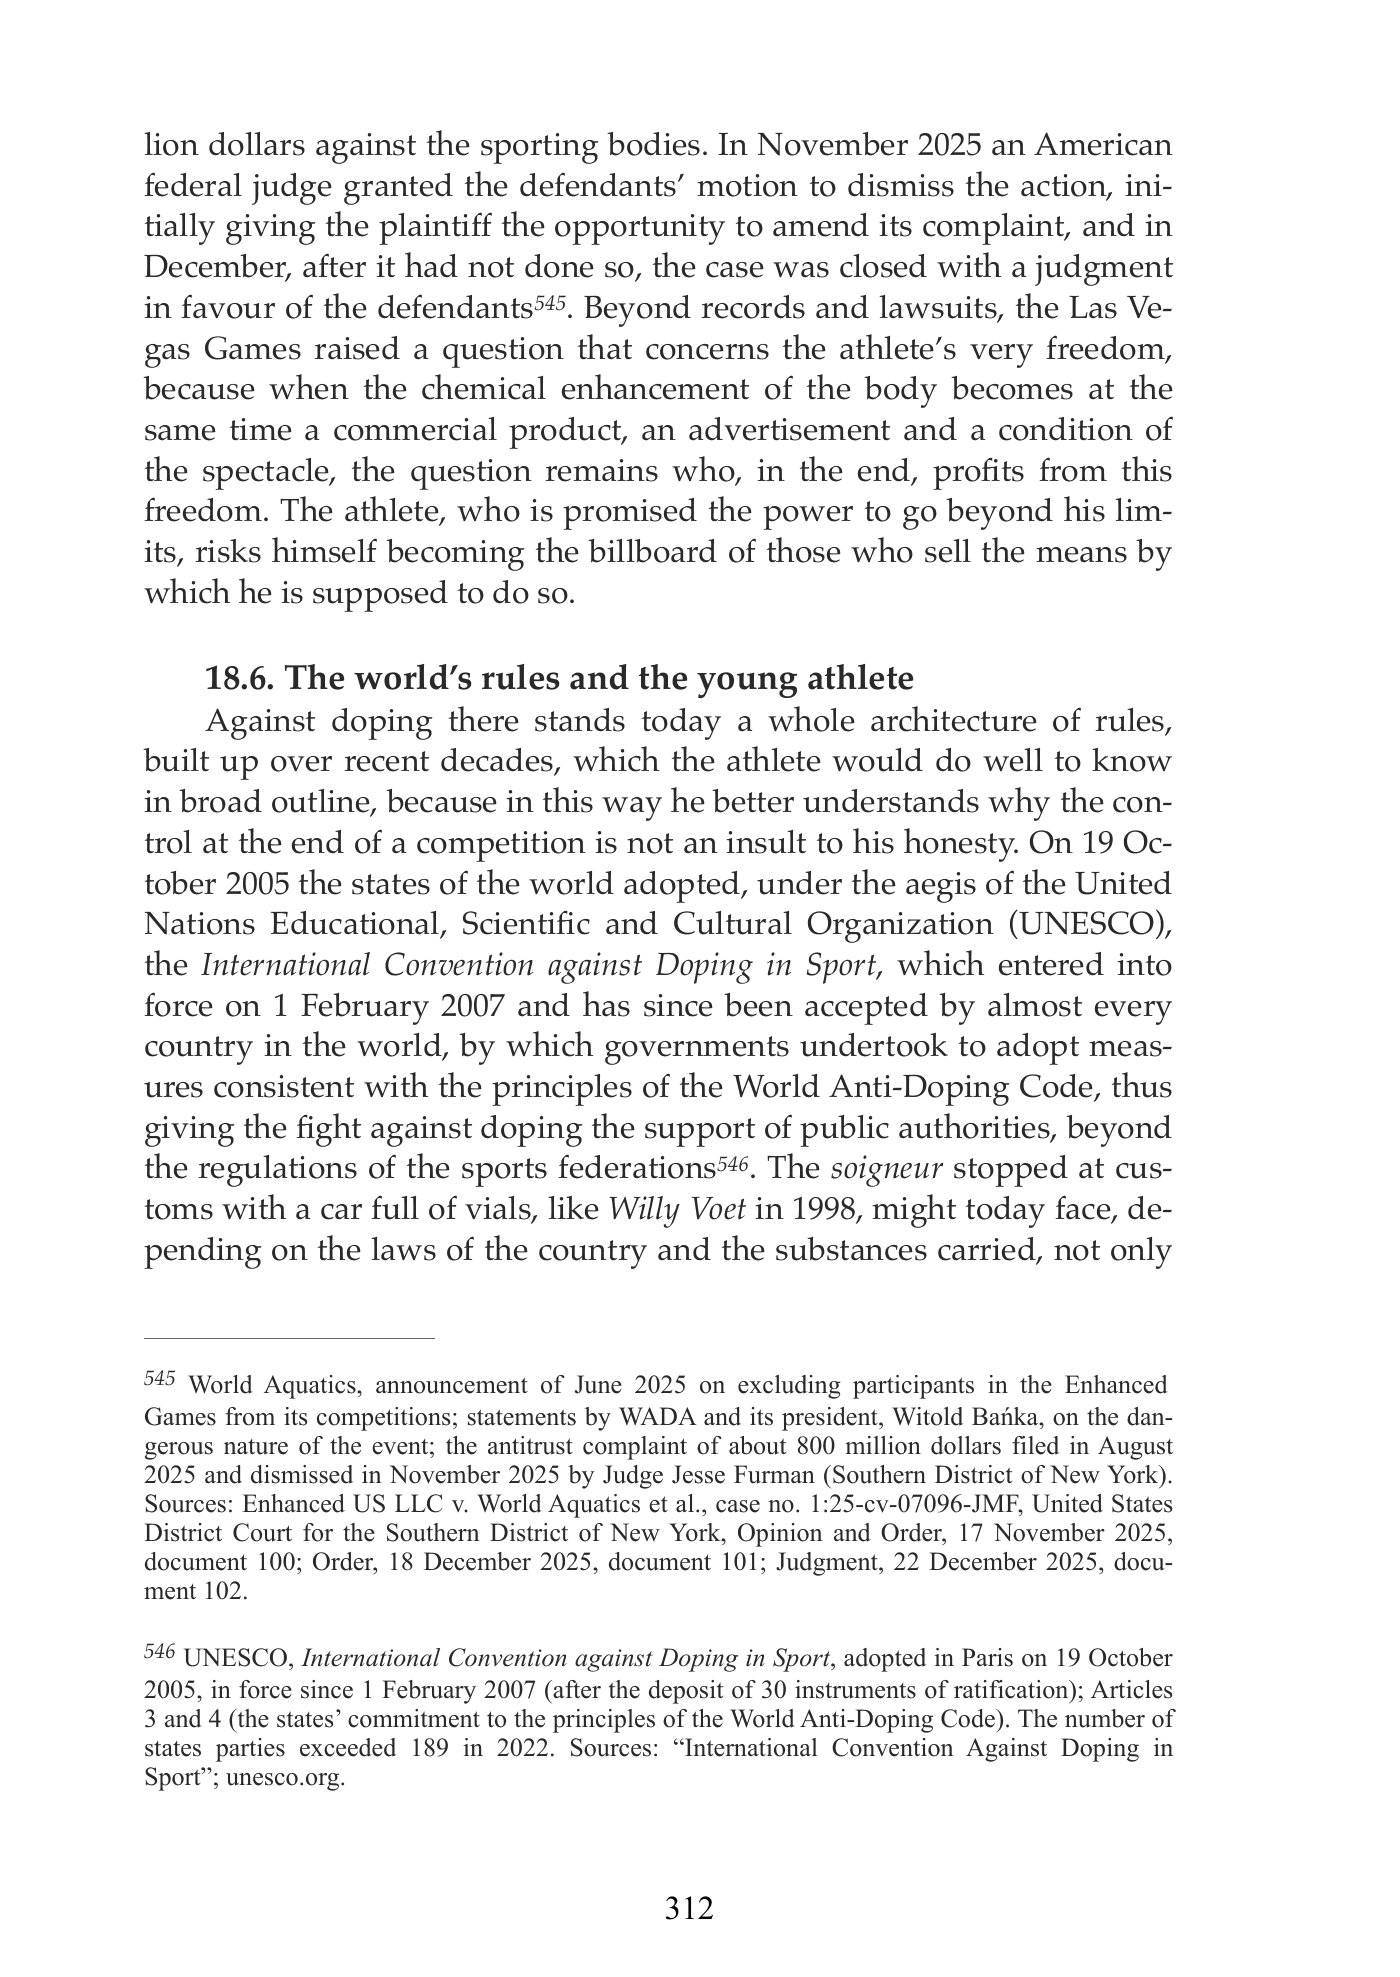 lion dollars against the sporting bodies. In November 2025 an American
federal judge granted the defendants’ motion to dismiss the action, ini-
tially giving the plaintiff the opportunity to amend its complaint, and in
December, after it had not done so, the case was closed with a judgment
in favour of the defendants545. Beyond records and lawsuits, the Las Ve-
gas Games raised a question that concerns the athlete’s very freedom,
because when the chemical enhancement of the body becomes at the
same time a commercial product, an advertisement and a condition of
the spectacle, the question remains who, in the end, profits from this
freedom. The athlete, who is promised the power to go beyond his lim-
its, risks himself becoming the billboard of those who sell the means by
which he is supposed to do so.
18.6. The world’s rules and the young athlete
Against doping there stands today a whole architecture of rules,
built up over recent decades, which the athlete would do well to know
in broad outline, because in this way he better understands why the con-
trol at the end of a competition is not an insult to his honesty. On 19 Oc-
tober 2005 the states of the world adopted, under the aegis of the United
Nations Educational, Scientific and Cultural Organization (UNESCO),
the International Convention against Doping in Sport, which entered into
force on 1 February 2007 and has since been accepted by almost every
country in the world, by which governments undertook to adopt meas-
ures consistent with the principles of the World Anti-Doping Code, thus
giving the fight against doping the support of public authorities, beyond
the regulations of the sports federations546. The soigneur stopped at cus-
toms with a car full of vials, like Willy Voet in 1998, might today face, de-
pending on the laws of the country and the substances carried, not only
545 World Aquatics, announcement of June 2025 on excluding participants in the Enhanced
Games from its competitions; statements by WADA and its president, Witold Bańka, on the dan-
gerous nature of the event; the antitrust complaint of about 800 million dollars filed in August
2025 and dismissed in November 2025 by Judge Jesse Furman (Southern District of New York).
Sources: Enhanced US LLC v. World Aquatics et al., case no. 1:25-cv-07096-JMF, United States
District Court for the Southern District of New York, Opinion and Order, 17 November 2025,
document 100; Order, 18 December 2025, document 101; Judgment, 22 December 2025, docu-
ment 102.
546 UNESCO, International Convention against Doping in Sport, adopted in Paris on 19 October
2005, in force since 1 February 2007 (after the deposit of 30 instruments of ratification); Articles
3 and 4 (the states’ commitment to the principles of the World Anti-Doping Code). The number of
states parties exceeded 189 in 2022. Sources: “International Convention Against Doping in
Sport”; unesco.org.
312